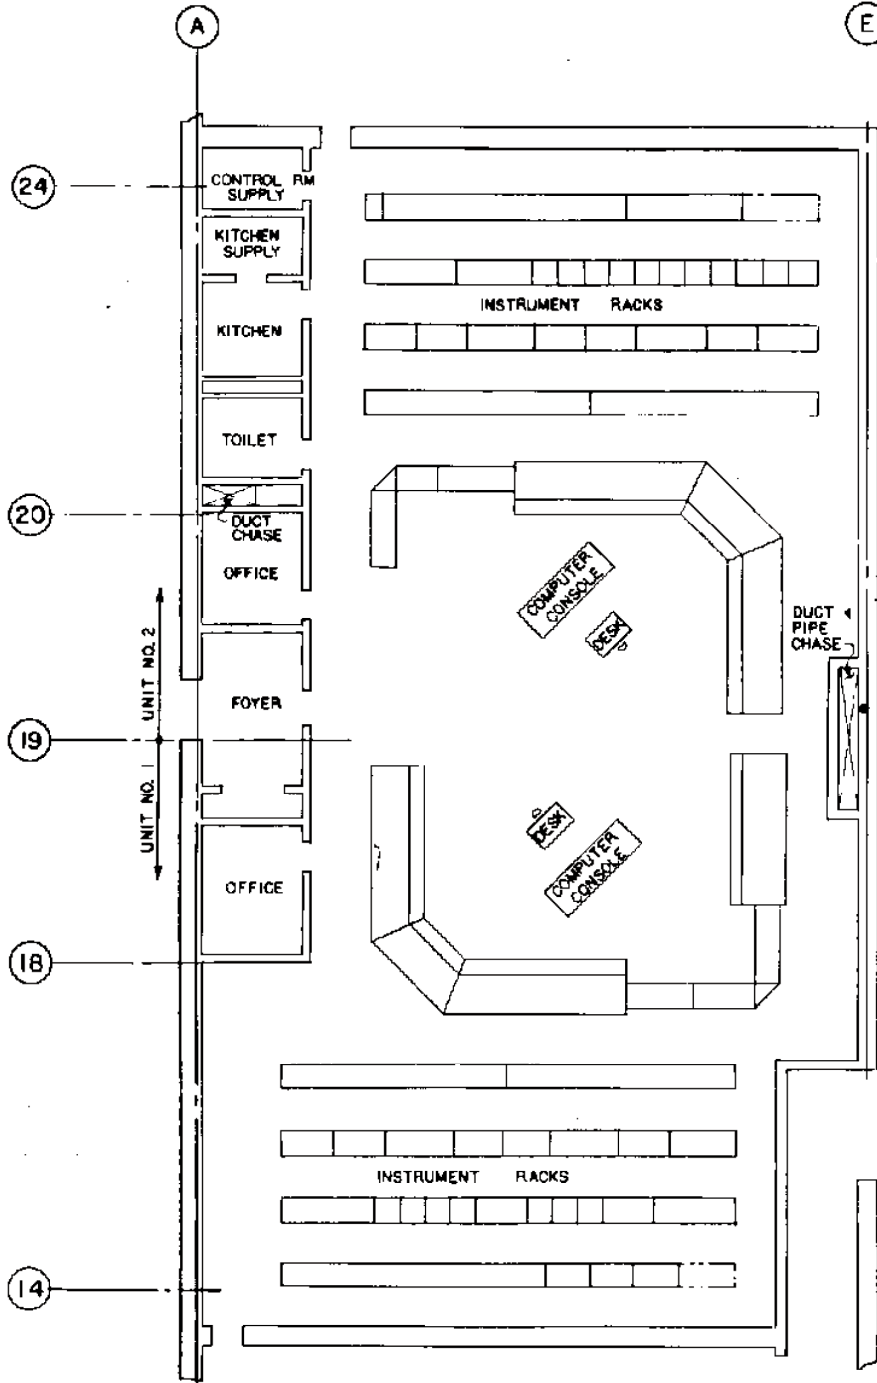 A
E
24
CONTROL RM
SUPPLY
KITCHEN
SUPPLY
INSTRUMENT RACKS
KITCHEN
TOILET
20
DUCT
CHASE
OFFICE
COMPUTER
CONSOLE
DESK
DUCT
PIPE
CHASE
UNIT NO. 2
FOYER
19
UNIT NO. 1
DESK
COMPUTER
CONSOLE
OFFICE
18
INSTRUMENT RACKS
14